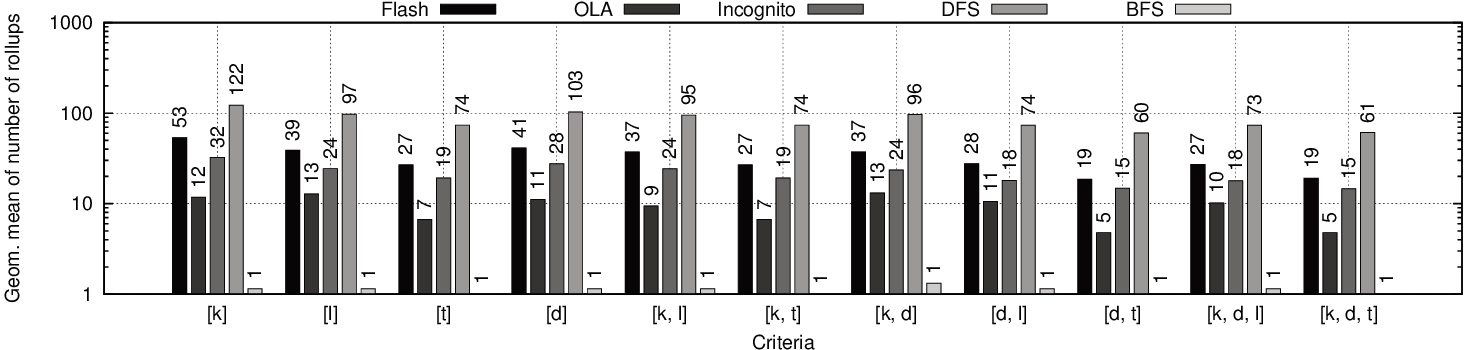 Flash OLA Incognito DFS BFS
Geom. mean of number of rollups
1000
100
10
1
53 12 32 122 1
39 13 24 97 1
27 7 19 74 1
41 11 28 103 1
37 9 24 95 1
27 7 19 74 1
37 13 24 96 1
28 11 18 74 1
19 5 15 60 1
27 10 18 73 1
19 5 15 61 1
[k] [l] [t] [d] [k, l] [k, t] [k, d] [d, l] [d, t] [k, d, l] [k, d, t]
Criteria